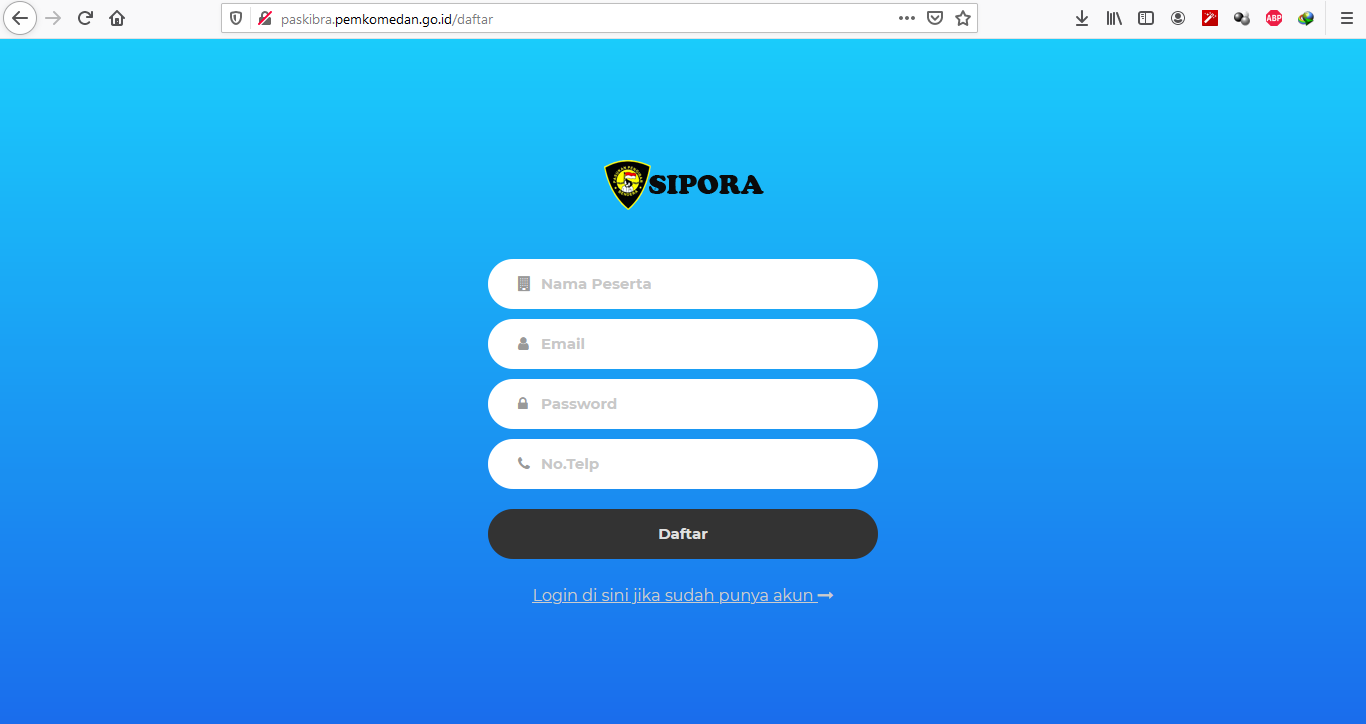 paskibra.pemkomedan.go.id/daftar
ABP
SIPORA
Nama Peserta
Email
Password
No.Telp
Daftar
Login di sini jika sudah punya akun